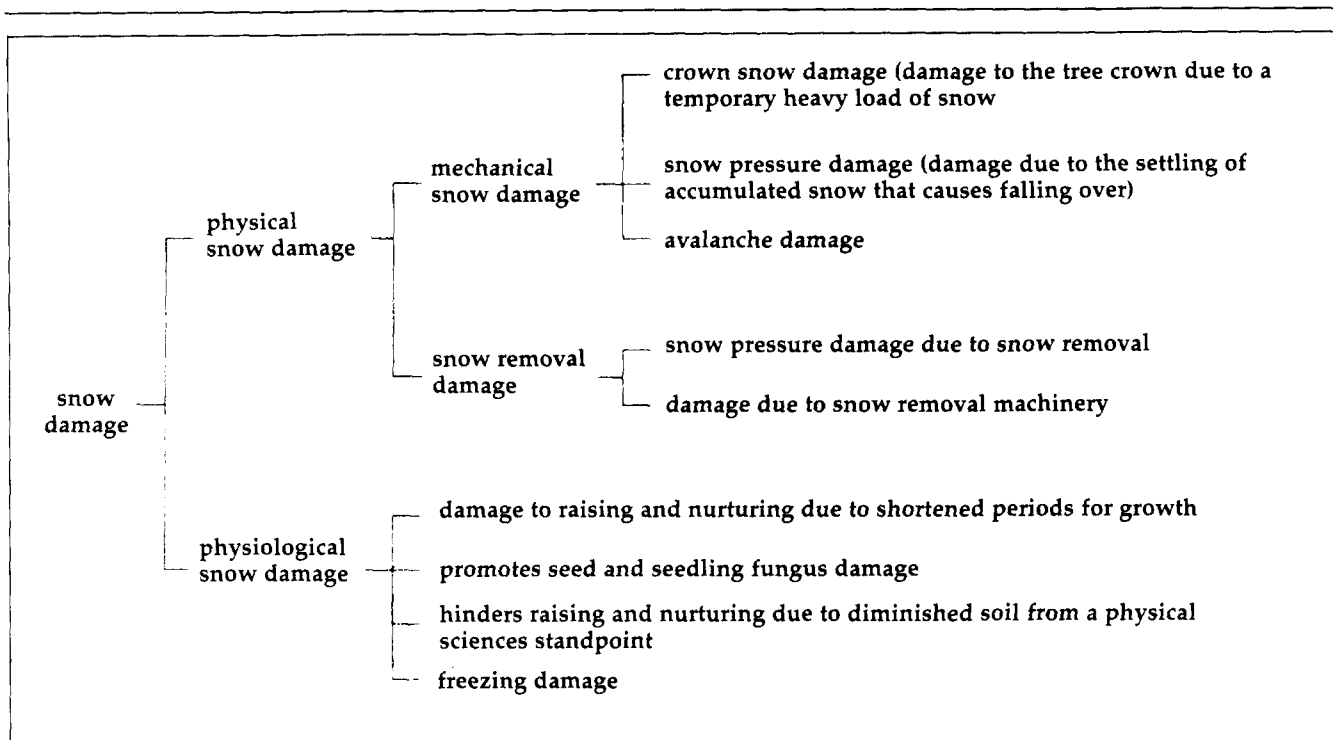 crown snow damage (damage to the tree crown due to a
temporary heavy load of snow
mechanical
snow damage
snow pressure damage (damage due to the settling of
accumulated snow that causes falling over)
physical
snow damage
avalanche damage
snow removal
damage
snow pressure damage due to snow removal
damage due to snow removal machinery
snow
damage
physiological
snow damage
damage to raising and nurturing due to shortened periods for growth
promotes seed and seedling fungus damage
hinders raising and nurturing due to diminished soil from a physical
sciences standpoint
freezing damage